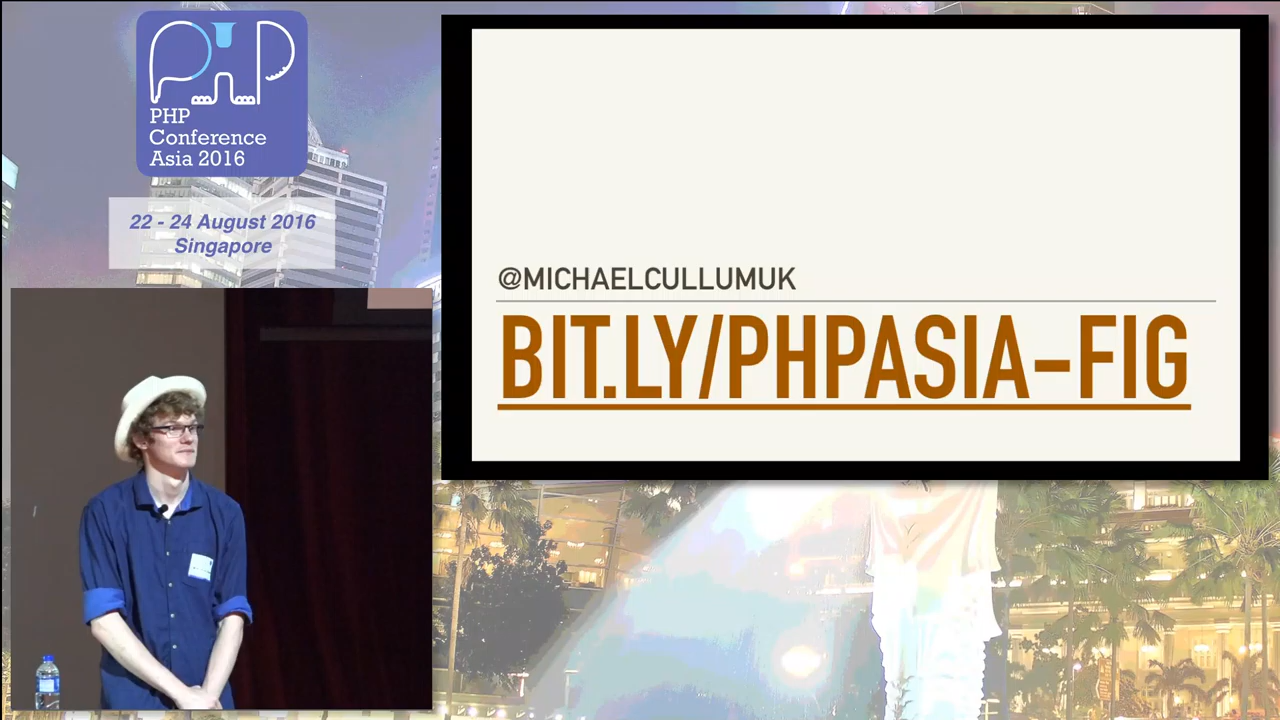 PHP
Conference
Asia 2016
22 - 24 August 2016
Singapore
@MICHAELCULLUMUK
BIT.LY/PHPASIA-FIG